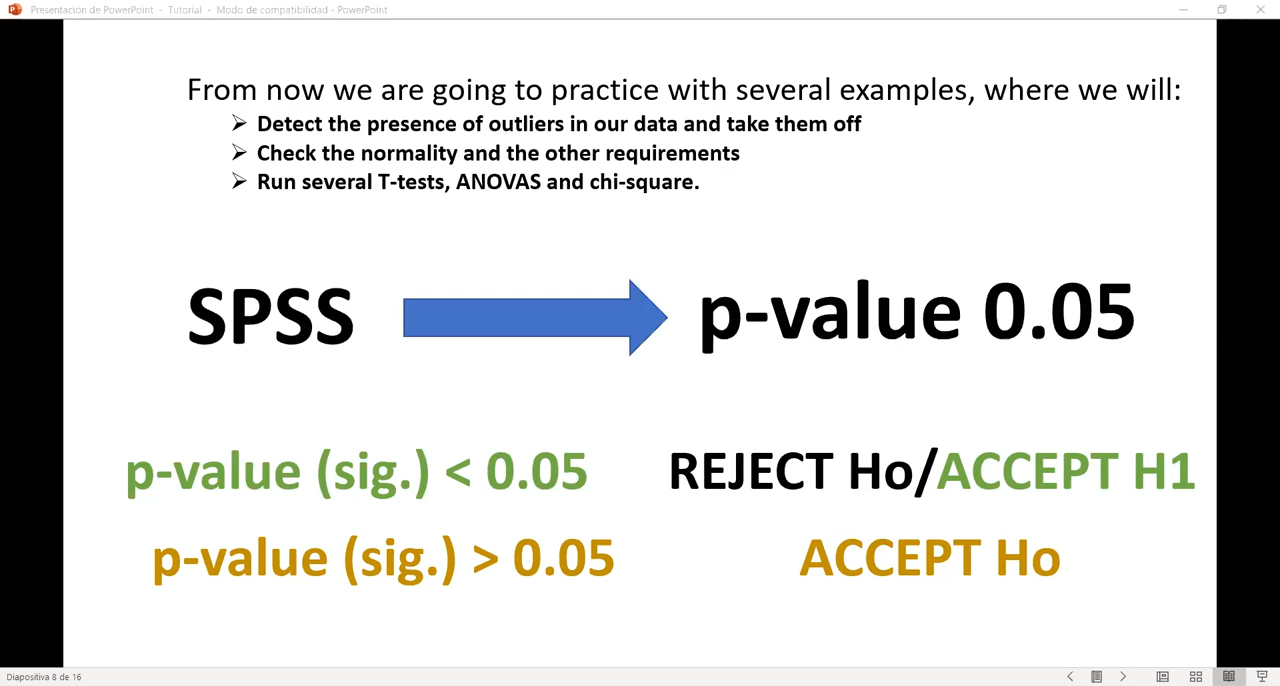 Presentación de PowerPoint - Tutorial - Modo de compatibilidad - PowerPoint
From now we are going to practice with several examples, where we will:
➢ Detect the presence of outliers in our data and take them off
➢ Check the normality and the other requirements
➢ Run several T-tests, ANOVAS and chi-square.
SPSS p-value 0.05
p-value (sig.) < 0.05 REJECT Ho/ACCEPT H1
p-value (sig.) > 0.05 ACCEPT Ho
Diapositiva 8 de 16